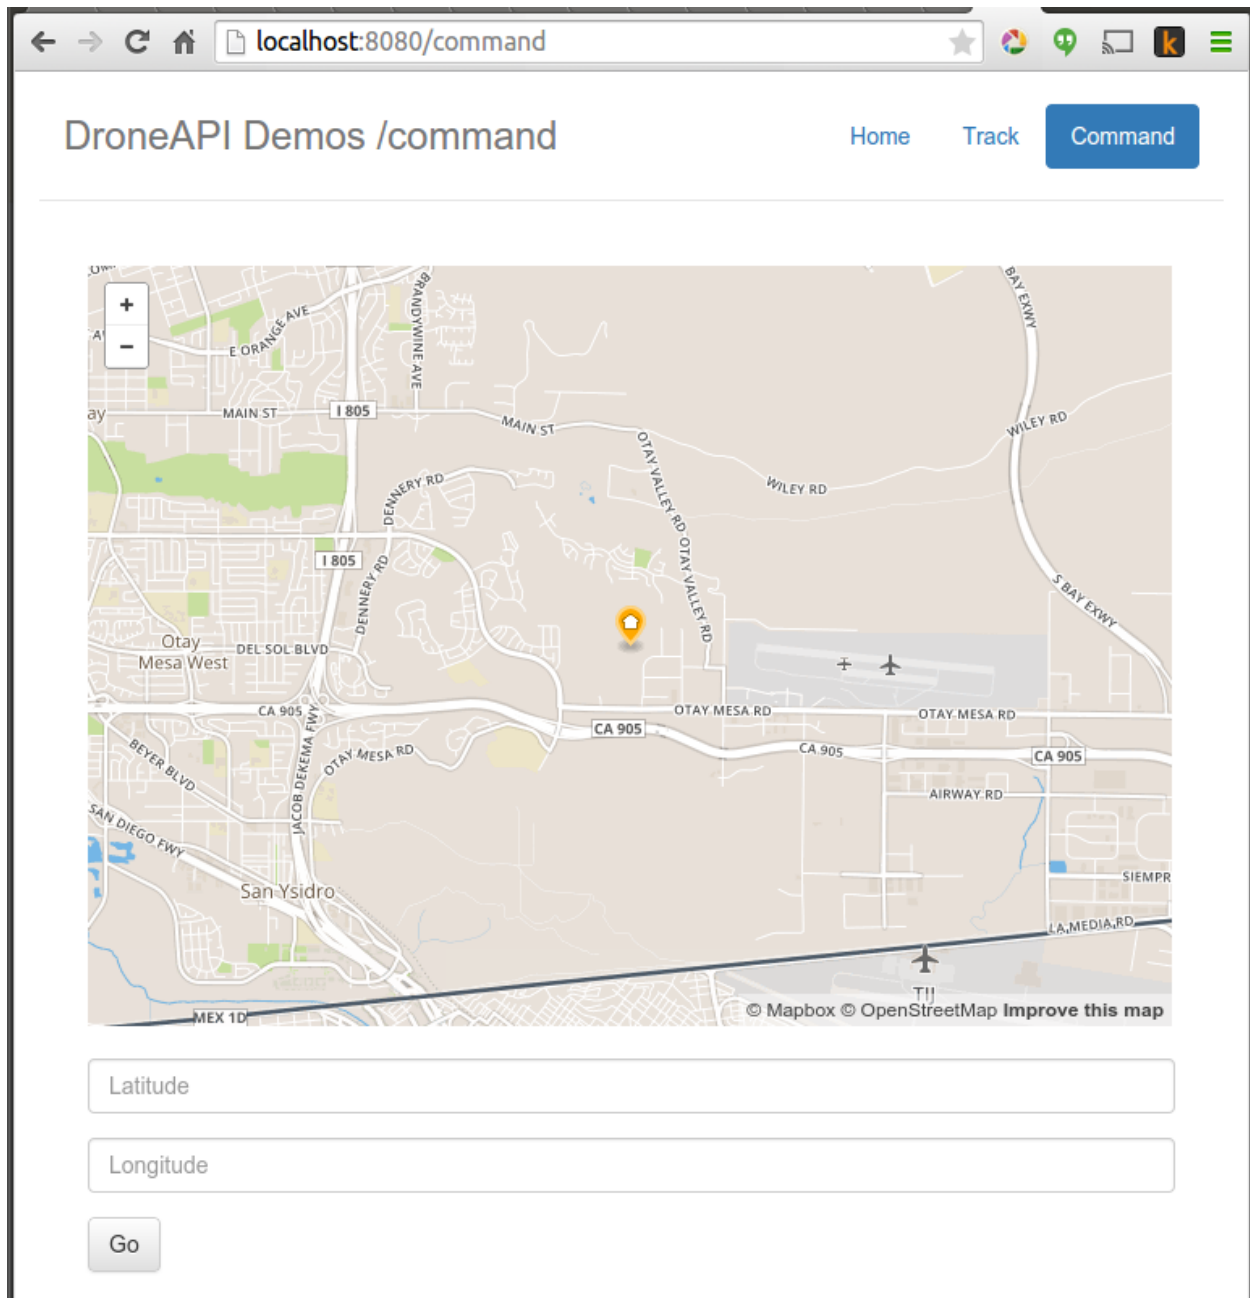 localhost:8080/command
DroneAPI Demos /command
Home
Track
Command
+
−
E ORANGE AVE
BRANDYWINE AVE
BAY EXWY
MAIN ST
I 805
MAIN ST
OTAY VALLEY RD
WILEY RD
WILEY RD
DENNERY RD
I 805
DENNERY RD
OTAY VALLEY RD
S BAY EXWY
Otay
Mesa West
DEL SOL BLVD
CA 905
JACOB DEKEMA FWY
OTAY MESA RD
CA 905
OTAY MESA RD
OTAY MESA RD
CA 905
CA 905
BEYER BLVD
AIRWAY RD
SAN DIEGO FWY
San Ysidro
SIEMPR
LA MEDIA RD
TIJ
MEX 1D
© Mapbox © OpenStreetMap Improve this map
Latitude
Longitude
Go